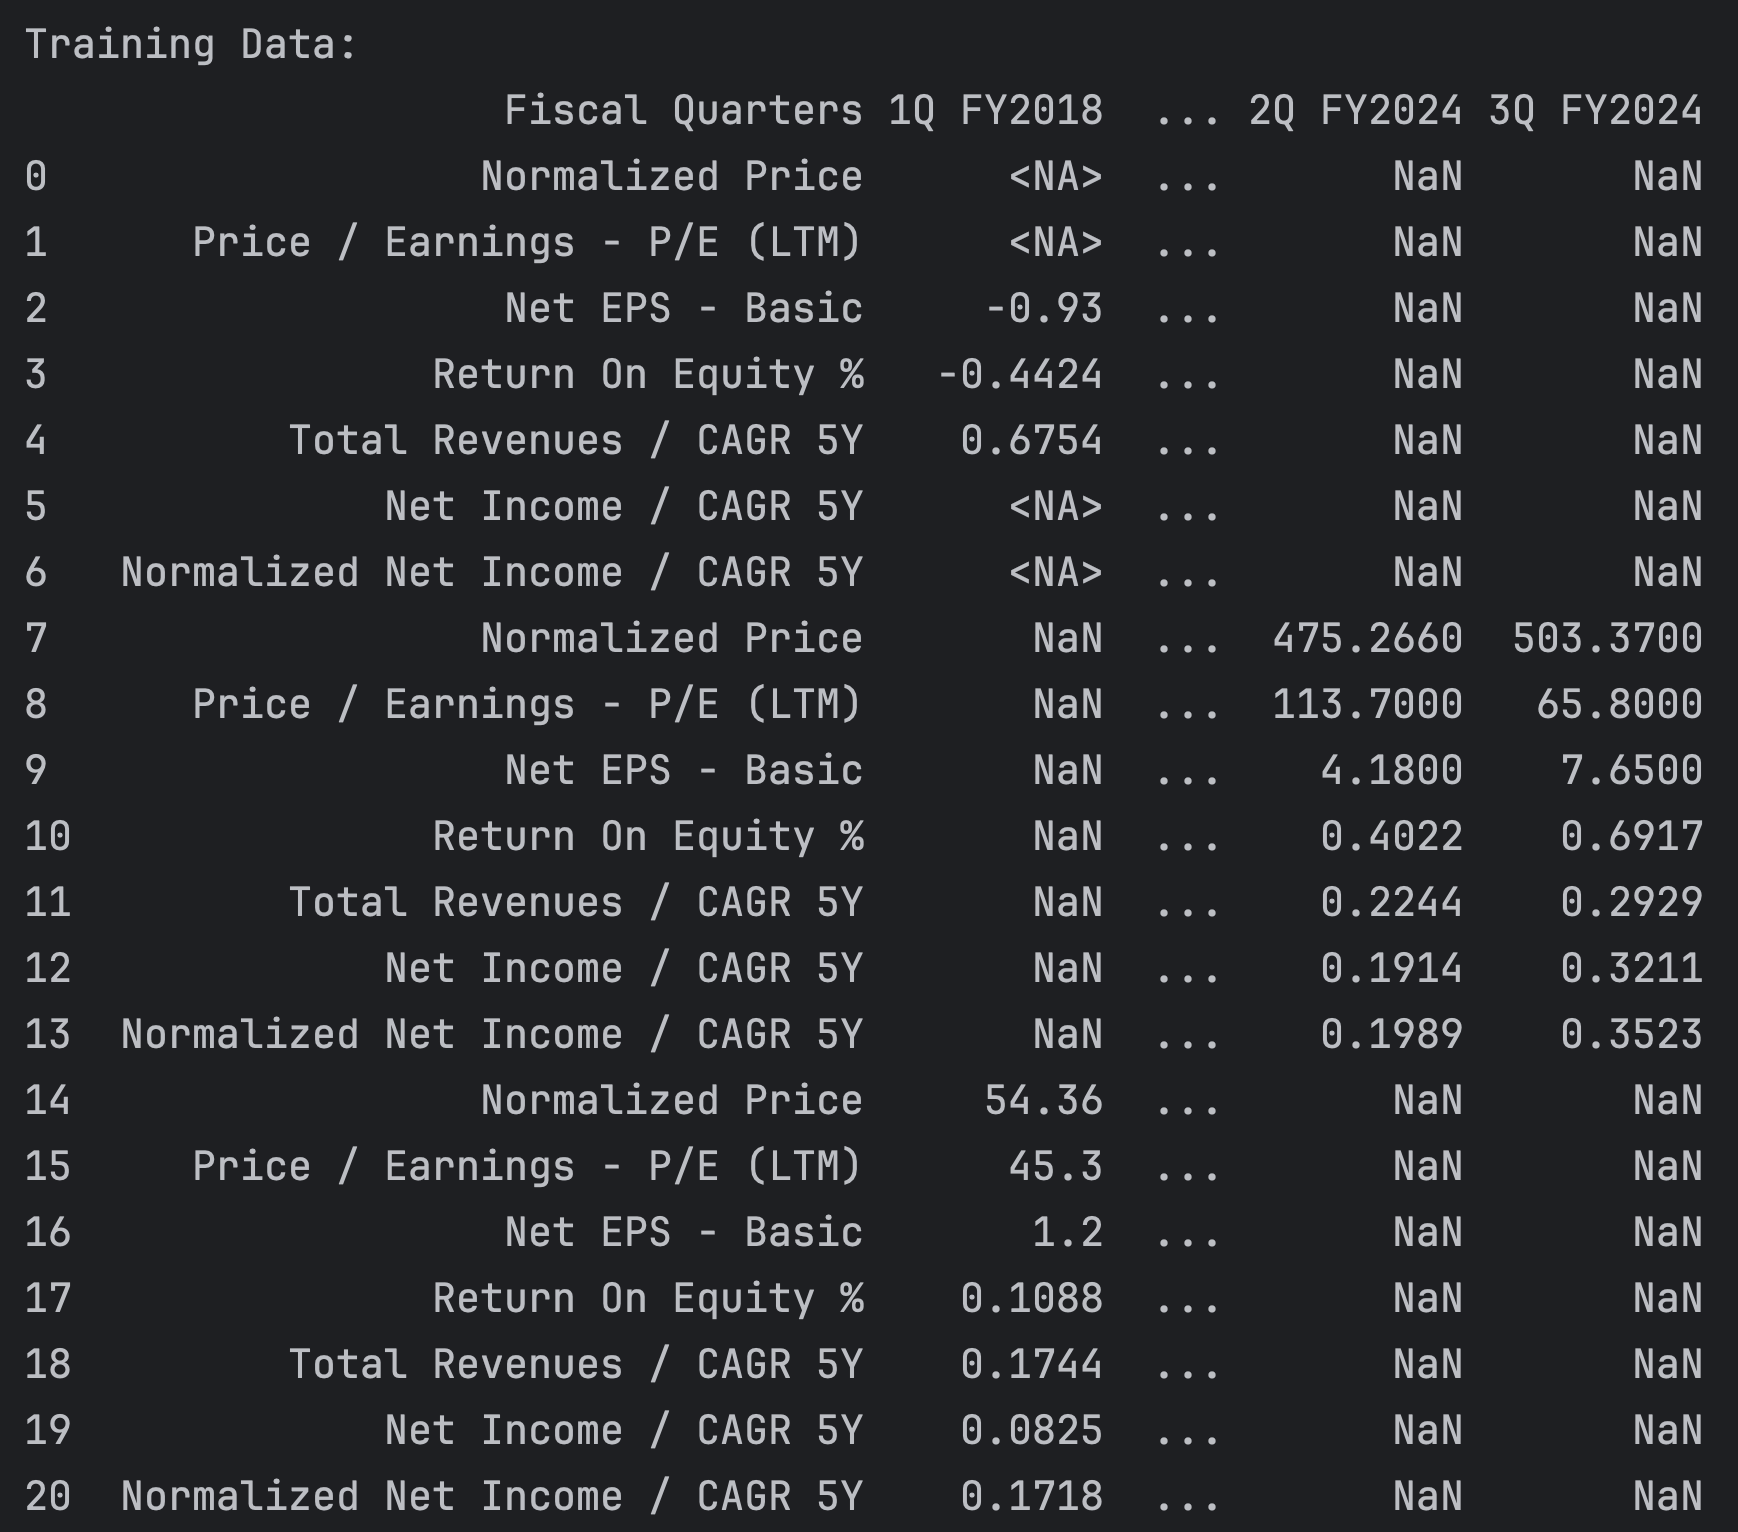 Training Data:
Fiscal Quarters 1Q FY2018 ... 2Q FY2024 3Q FY2024
0 Normalized Price <NA> ... NaN NaN
1 Price / Earnings - P/E (LTM) <NA> ... NaN NaN
2 Net EPS - Basic -0.93 ... NaN NaN
3 Return On Equity % -0.4424 ... NaN NaN
4 Total Revenues / CAGR 5Y 0.6754 ... NaN NaN
5 Net Income / CAGR 5Y <NA> ... NaN NaN
6 Normalized Net Income / CAGR 5Y <NA> ... NaN NaN
7 Normalized Price NaN ... 475.2660 503.3700
8 Price / Earnings - P/E (LTM) NaN ... 113.7000 65.8000
9 Net EPS - Basic NaN ... 4.1800 7.6500
10 Return On Equity % NaN ... 0.4022 0.6917
11 Total Revenues / CAGR 5Y NaN ... 0.2244 0.2929
12 Net Income / CAGR 5Y NaN ... 0.1914 0.3211
13 Normalized Net Income / CAGR 5Y NaN ... 0.1989 0.3523
14 Normalized Price 54.36 ... NaN NaN
15 Price / Earnings - P/E (LTM) 45.3 ... NaN NaN
16 Net EPS - Basic 1.2 ... NaN NaN
17 Return On Equity % 0.1088 ... NaN NaN
18 Total Revenues / CAGR 5Y 0.1744 ... NaN NaN
19 Net Income / CAGR 5Y 0.0825 ... NaN NaN
20 Normalized Net Income / CAGR 5Y 0.1718 ... NaN NaN